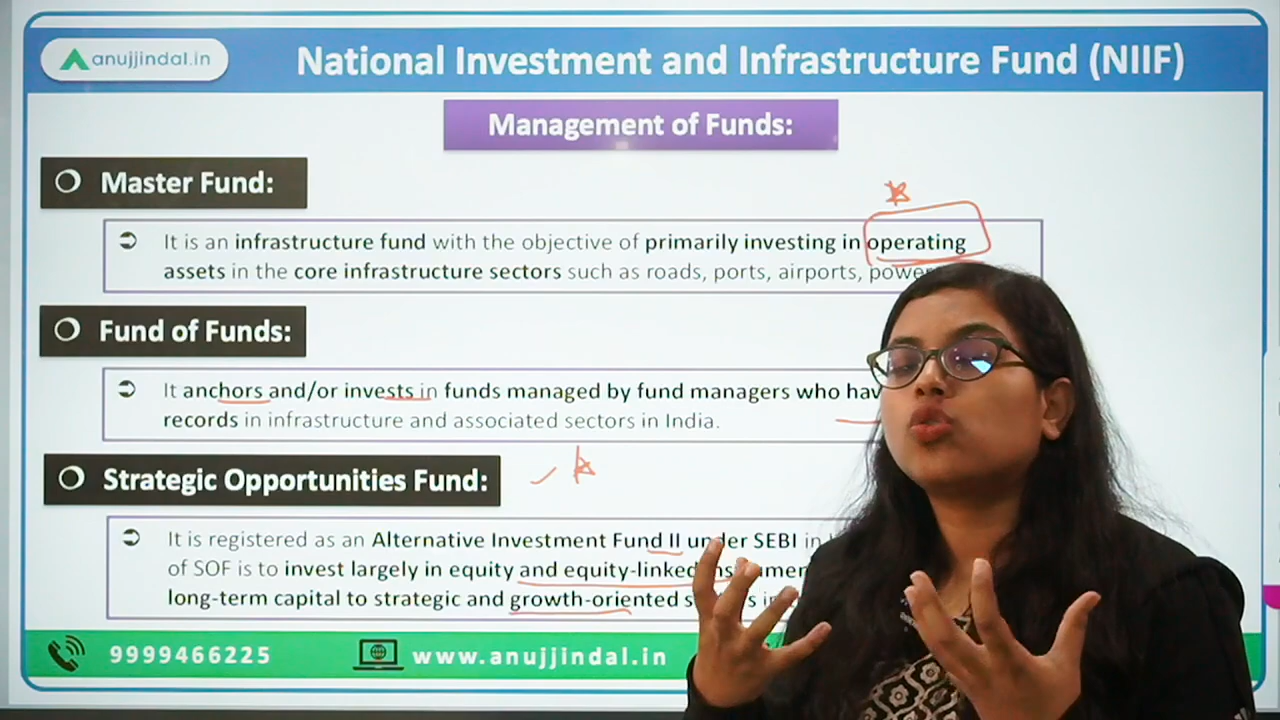 anujjindal.in
National Investment and Infrastructure Fund (NIIF)
Management of Funds:
Master Fund:
It is an infrastructure fund with the objective of primarily investing in operating
assets in the core infrastructure sectors such as roads, ports, airports, power
Fund of Funds:
It anchors and/or invests in funds managed by fund managers who
records in infrastructure and associated sectors in India.
Strategic Opportunities Fund:
It is registered as an Alternative Investment Fund II under SEBI in
of SOF is to invest largely in equity and equity-linked
long-term capital to strategic and growth-oriented
9999466225
www.anujjindal.in